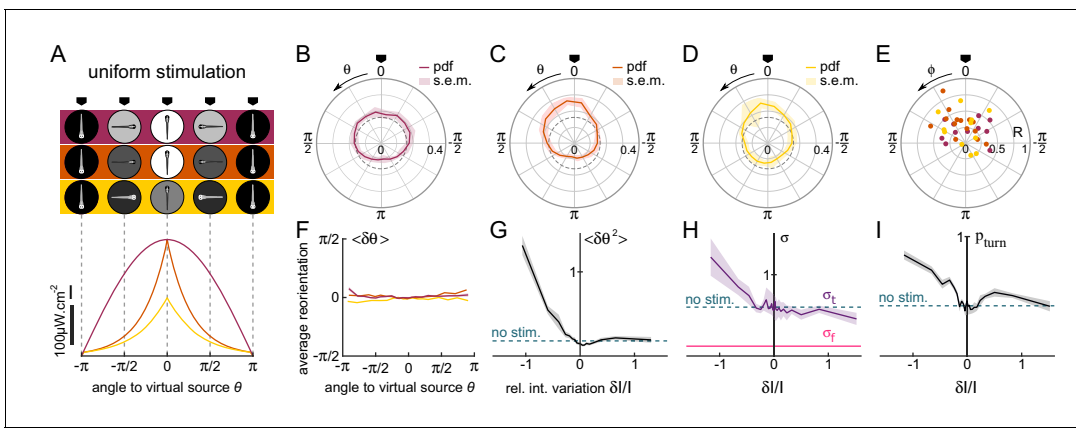 A
uniform stimulation
100μW.cm⁻²
-π
-π/2
0
π/2
π
angle to virtual source θ
B
θ
0
pdf
s.e.m.
π/2
-π/2
0
0.4
π
C
θ
0
pdf
s.e.m.
π/2
-π/2
0
0.4
π
D
θ
0
pdf
s.e.m.
π/2
-π/2
0
0.4
π
E
ϕ
0
R
π/2
-π/2
0
0.5
1
π
F
<δθ>
π/2
0
-π/2
average reorientation
-π
-π/2
0
π/2
π
angle to virtual source θ
G
<δθ²>
1
no stim.
-1
0
1
rel. int. variation δI/I
H
σ
1
no stim.
σt
σf
-1
0
1
δI/I
I
pturn
1
no stim.
-1
0
1
δI/I